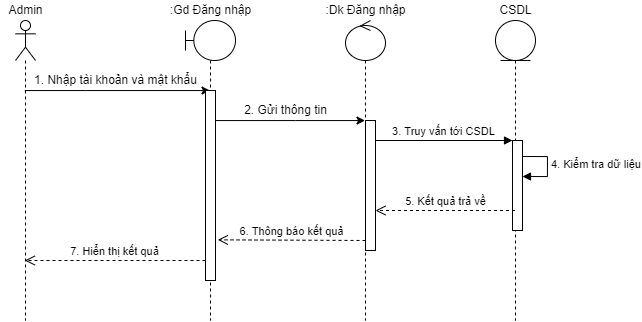 Admin
:Gd Đăng nhập
:Dk Đăng nhập
CSDL
1. Nhập tài khoản và mật khẩu
2. Gửi thông tin
3. Truy vấn tới CSDL
4. Kiểm tra dữ liệu
5. Kết quả trả về
6. Thông báo kết quả
7. Hiển thị kết quả